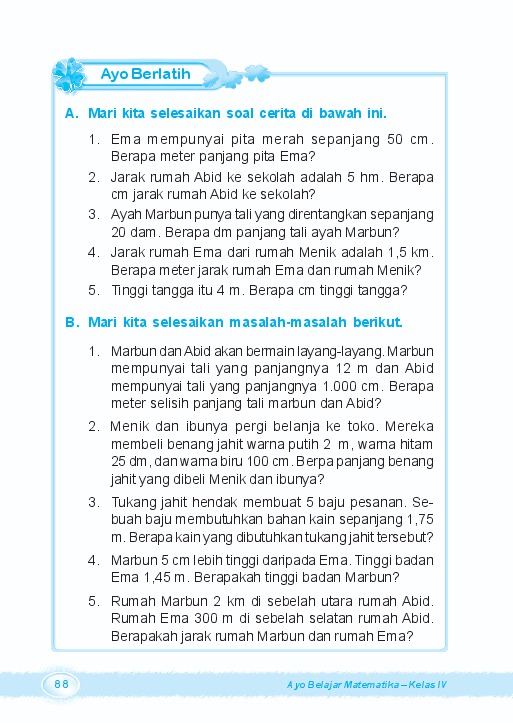 Ayo Berlatih
A. Mari kita selesaikan soal cerita di bawah ini.
1. Ema mempunyai pita merah sepanjang 50 cm.
Berapa meter panjang pita Ema?
2. Jarak rumah Abid ke sekolah adalah 5 hm. Berapa
cm jarak rumah Abid ke sekolah?
3. Ayah Marbun punya tali yang direntangkan sepanjang
20 dam. Berapa dm panjang tali ayah Marbun?
4. Jarak rumah Ema dari rumah Menik adalah 1,5 km.
Berapa meter jarak rumah Ema dan rumah Menik?
5. Tinggi tangga itu 4 m. Berapa cm tinggi tangga?
B. Mari kita selesaikan masalah-masalah berikut.
1. Marbun dan Abid akan bermain layang-layang. Marbun
mempunyai tali yang panjangnya 12 m dan Abid
mempunyai tali yang panjangnya 1.000 cm. Berapa
meter selisih panjang tali marbun dan Abid?
2. Menik dan ibunya pergi belanja ke toko. Mereka
membeli benang jahit warna putih 2 m, warna hitam
25 dm, dan warna biru 100 cm. Berpa panjang benang
jahit yang dibeli Menik dan ibunya?
3. Tukang jahit hendak membuat 5 baju pesanan. Se-
buah baju membutuhkan bahan kain sepanjang 1,75
m. Berapa kain yang dibutuhkan tukang jahit tersebut?
4. Marbun 5 cm lebih tinggi daripada Ema. Tinggi badan
Ema 1,45 m. Berapakah tinggi badan Marbun?
5. Rumah Marbun 2 km di sebelah utara rumah Abid.
Rumah Ema 300 m di sebelah selatan rumah Abid.
Berapakah jarak rumah Marbun dan rumah Ema?
88
Ayo Belajar Matematika – Kelas IV